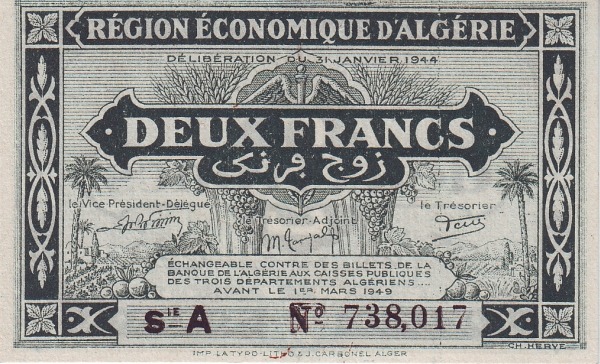 RÉGION ÉCONOMIQUE D'ALGÉRIE
DÉLIBÉRATION DU 31 JANVIER 1944
DEUX FRANCS
زوج فرنك
le Vice Président-Délégué
le Trésorier-Adjoint
le Trésorier
ÉCHANGEABLE CONTRE DES BILLETS DE LA
BANQUE DE L'ALGÉRIE AUX CAISSES PUBLIQUES
DES TROIS DÉPARTEMENTS ALGÉRIENS....
AVANT LE 1ER MARS 1949
SIE A No 738,017
CH. HERVE
IMP. LA TYPO-LITHO & J. CARBONEL ALGER